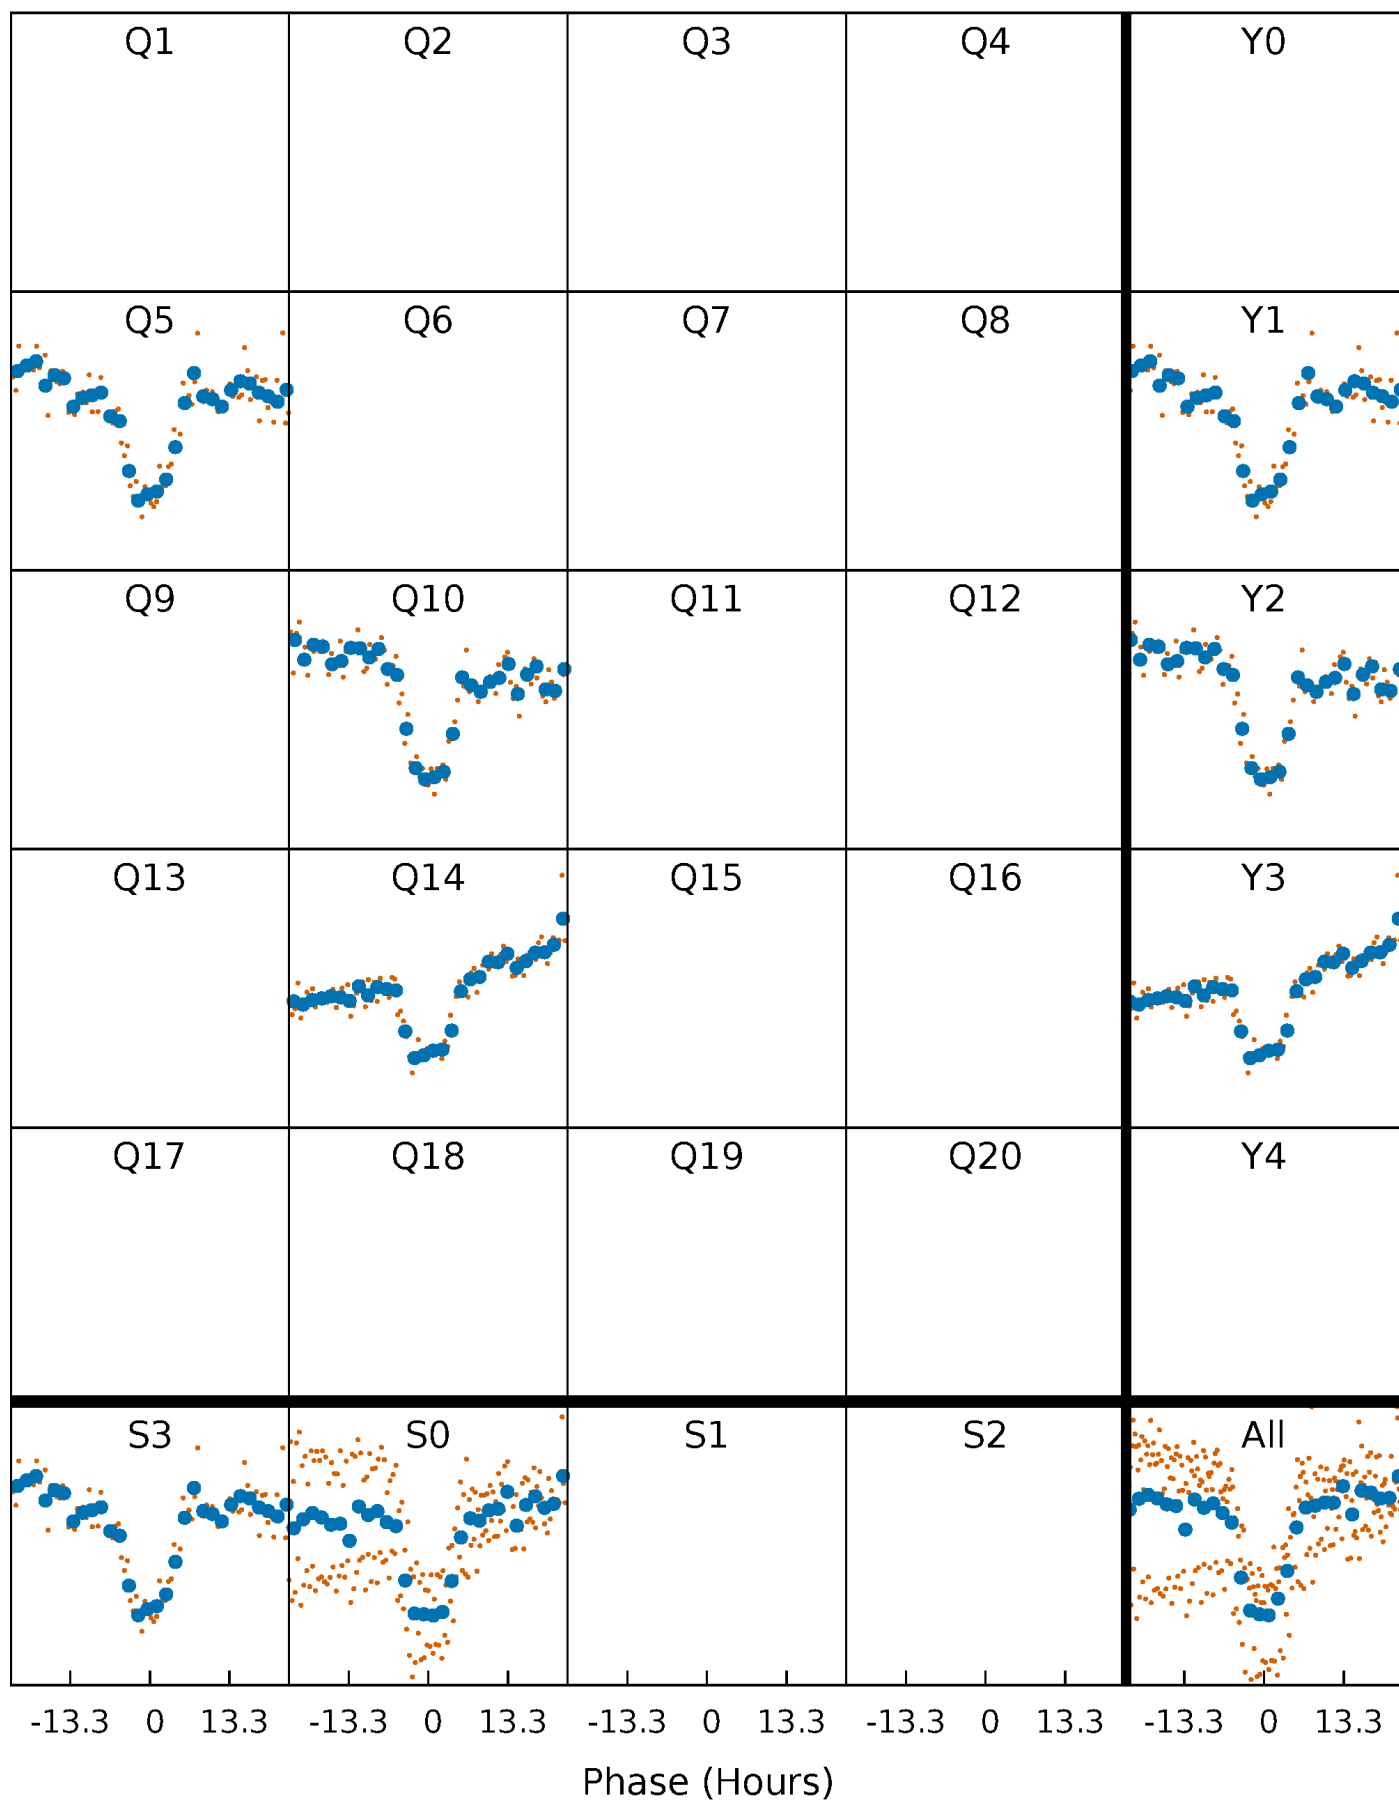 Q1 Q2 Q3 Q4 Y0
Q5 Q6 Q7 Q8 Y1
Q9 Q10 Q11 Q12 Y2
Q13 Q14 Q15 Q16 Y3
Q17 Q18 Q19 Q20 Y4
S3 S0 S1 S2 All
-13.3 0 13.3 -13.3 0 13.3 -13.3 0 13.3 -13.3 0 13.3 -13.3 0 13.3
Phase (Hours)